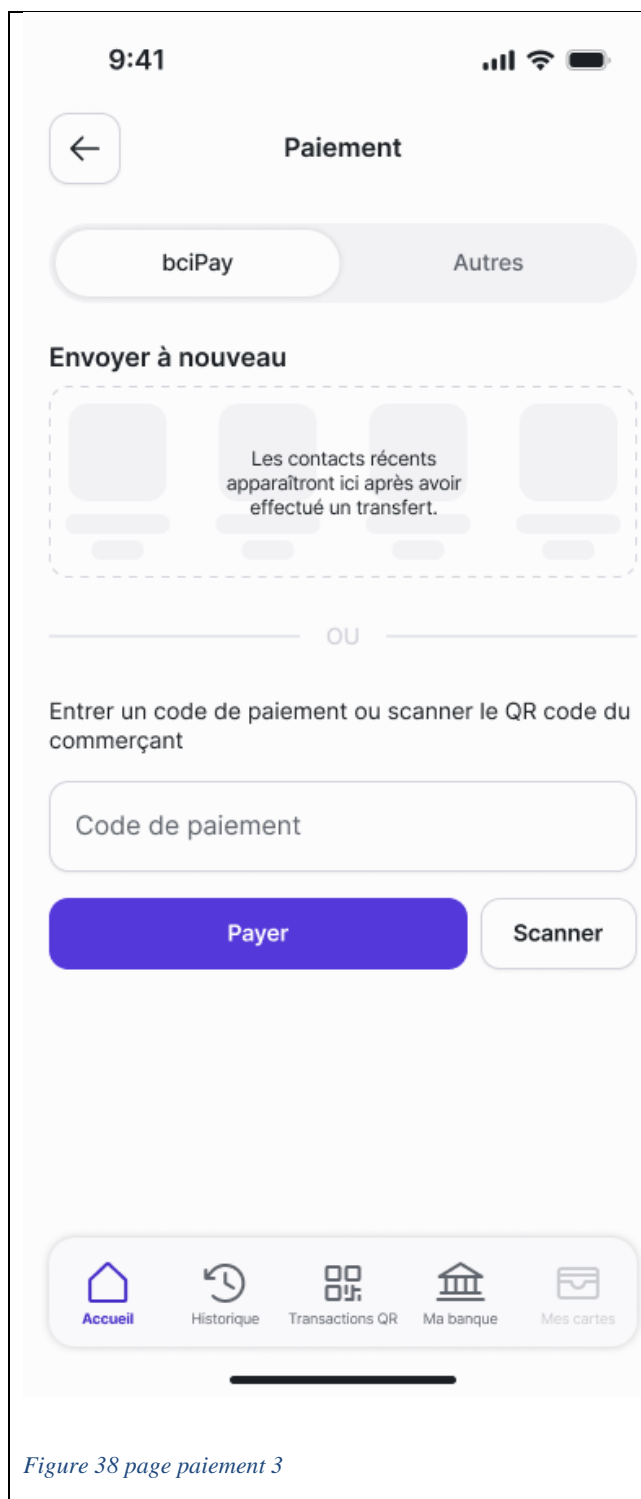 9:41
Paiement
bciPay
Autres
Envoyer à nouveau
Les contacts récents
apparaîtront ici après avoir
effectué un transfert.
OU
Entrer un code de paiement ou scanner le QR code du
commerçant
Code de paiement
Payer
Scanner
Accueil
Historique
Transactions QR
Ma banque
Mes cartes
Figure 38 page paiement 3